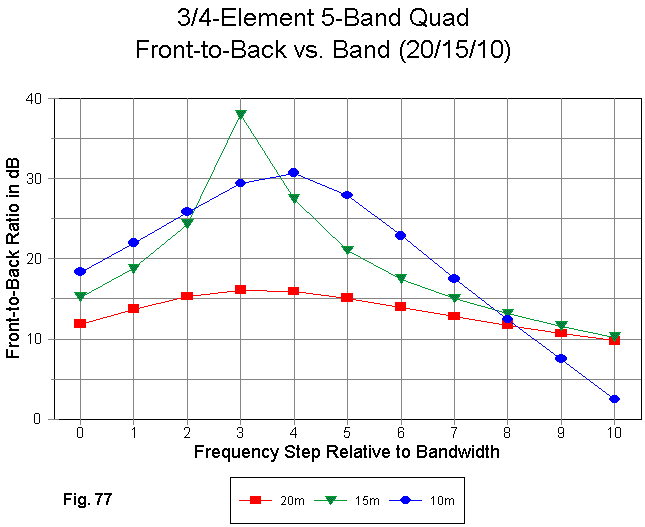 3/4-Element 5-Band Quad
Front-to-Back vs. Band (20/15/10)
Front-to-Back Ratio in dB
40
30
20
10
0
0 1 2 3 4 5 6 7 8 9 10
Frequency Step Relative to Bandwidth
Fig. 77
20m 15m 10m